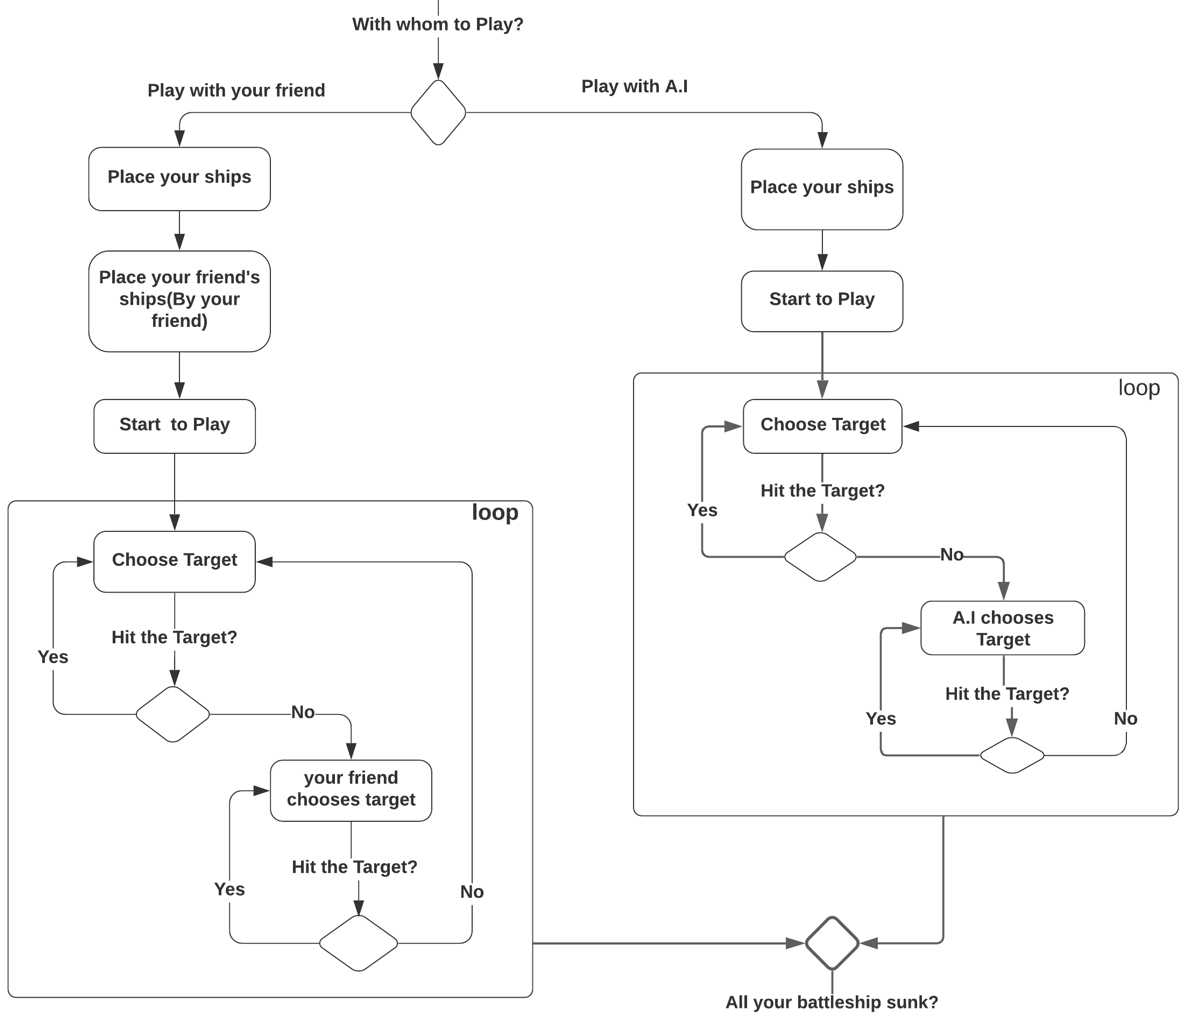 With whom to Play?
Play with your friend
Play with A.I
Place your ships
Place your ships
Place your friend's
ships(By your
friend)
Start to Play
Start  to Play
loop
Choose Target
Hit the Target?
Yes
No
A.I chooses
Target
Hit the Target?
Yes
No
loop
Choose Target
Hit the Target?
Yes
No
your friend
chooses target
Hit the Target?
Yes
No
All your battleship sunk?